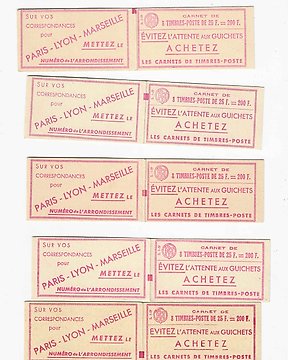 SUR VOS
CORRESPONDANCES
pour
PARIS - LYON - MARSEILLE
METTEZ LE
NUMÉRO de L'ARRONDISSEMENT
CARNET DE
8 TIMBRES-POSTE DE 25 F. = 200 F.
ÉVITEZ L'ATTENTE AUX GUICHETS
ACHETEZ
LES CARNETS DE TIMBRES-POSTE
SUR VOS
CORRESPONDANCES
pour
PARIS - LYON - MARSEILLE
METTEZ LE
NUMÉRO de L'ARRONDISSEMENT
CARNET DE
8 TIMBRES-POSTE DE 25 F. = 200 F.
ÉVITEZ L'ATTENTE AUX GUICHETS
ACHETEZ
LES CARNETS DE TIMBRES-POSTE
SUR VOS
CORRESPONDANCES
pour
PARIS - LYON - MARSEILLE
METTEZ LE
NUMÉRO de L'ARRONDISSEMENT
CARNET DE
8 TIMBRES-POSTE DE 25 F. = 200 F.
ÉVITEZ L'ATTENTE AUX GUICHETS
ACHETEZ
LES CARNETS DE TIMBRES-POSTE
SUR VOS
CORRESPONDANCES
pour
PARIS - LYON - MARSEILLE
METTEZ LE
NUMÉRO de L'ARRONDISSEMENT
CARNET DE
8 TIMBRES-POSTE DE 25 F. = 200 F.
ÉVITEZ L'ATTENTE AUX GUICHETS
ACHETEZ
LES CARNETS DE TIMBRES-POSTE
SUR VOS
CORRESPONDANCES
pour
PARIS - LYON - MARSEILLE
METTEZ LE
NUMÉRO de L'ARRONDISSEMENT
CARNET DE
8 TIMBRES-POSTE DE 25 F. = 200 F.
ÉVITEZ L'ATTENTE AUX GUICHETS
ACHETEZ
LES CARNETS DE TIMBRES-POSTE